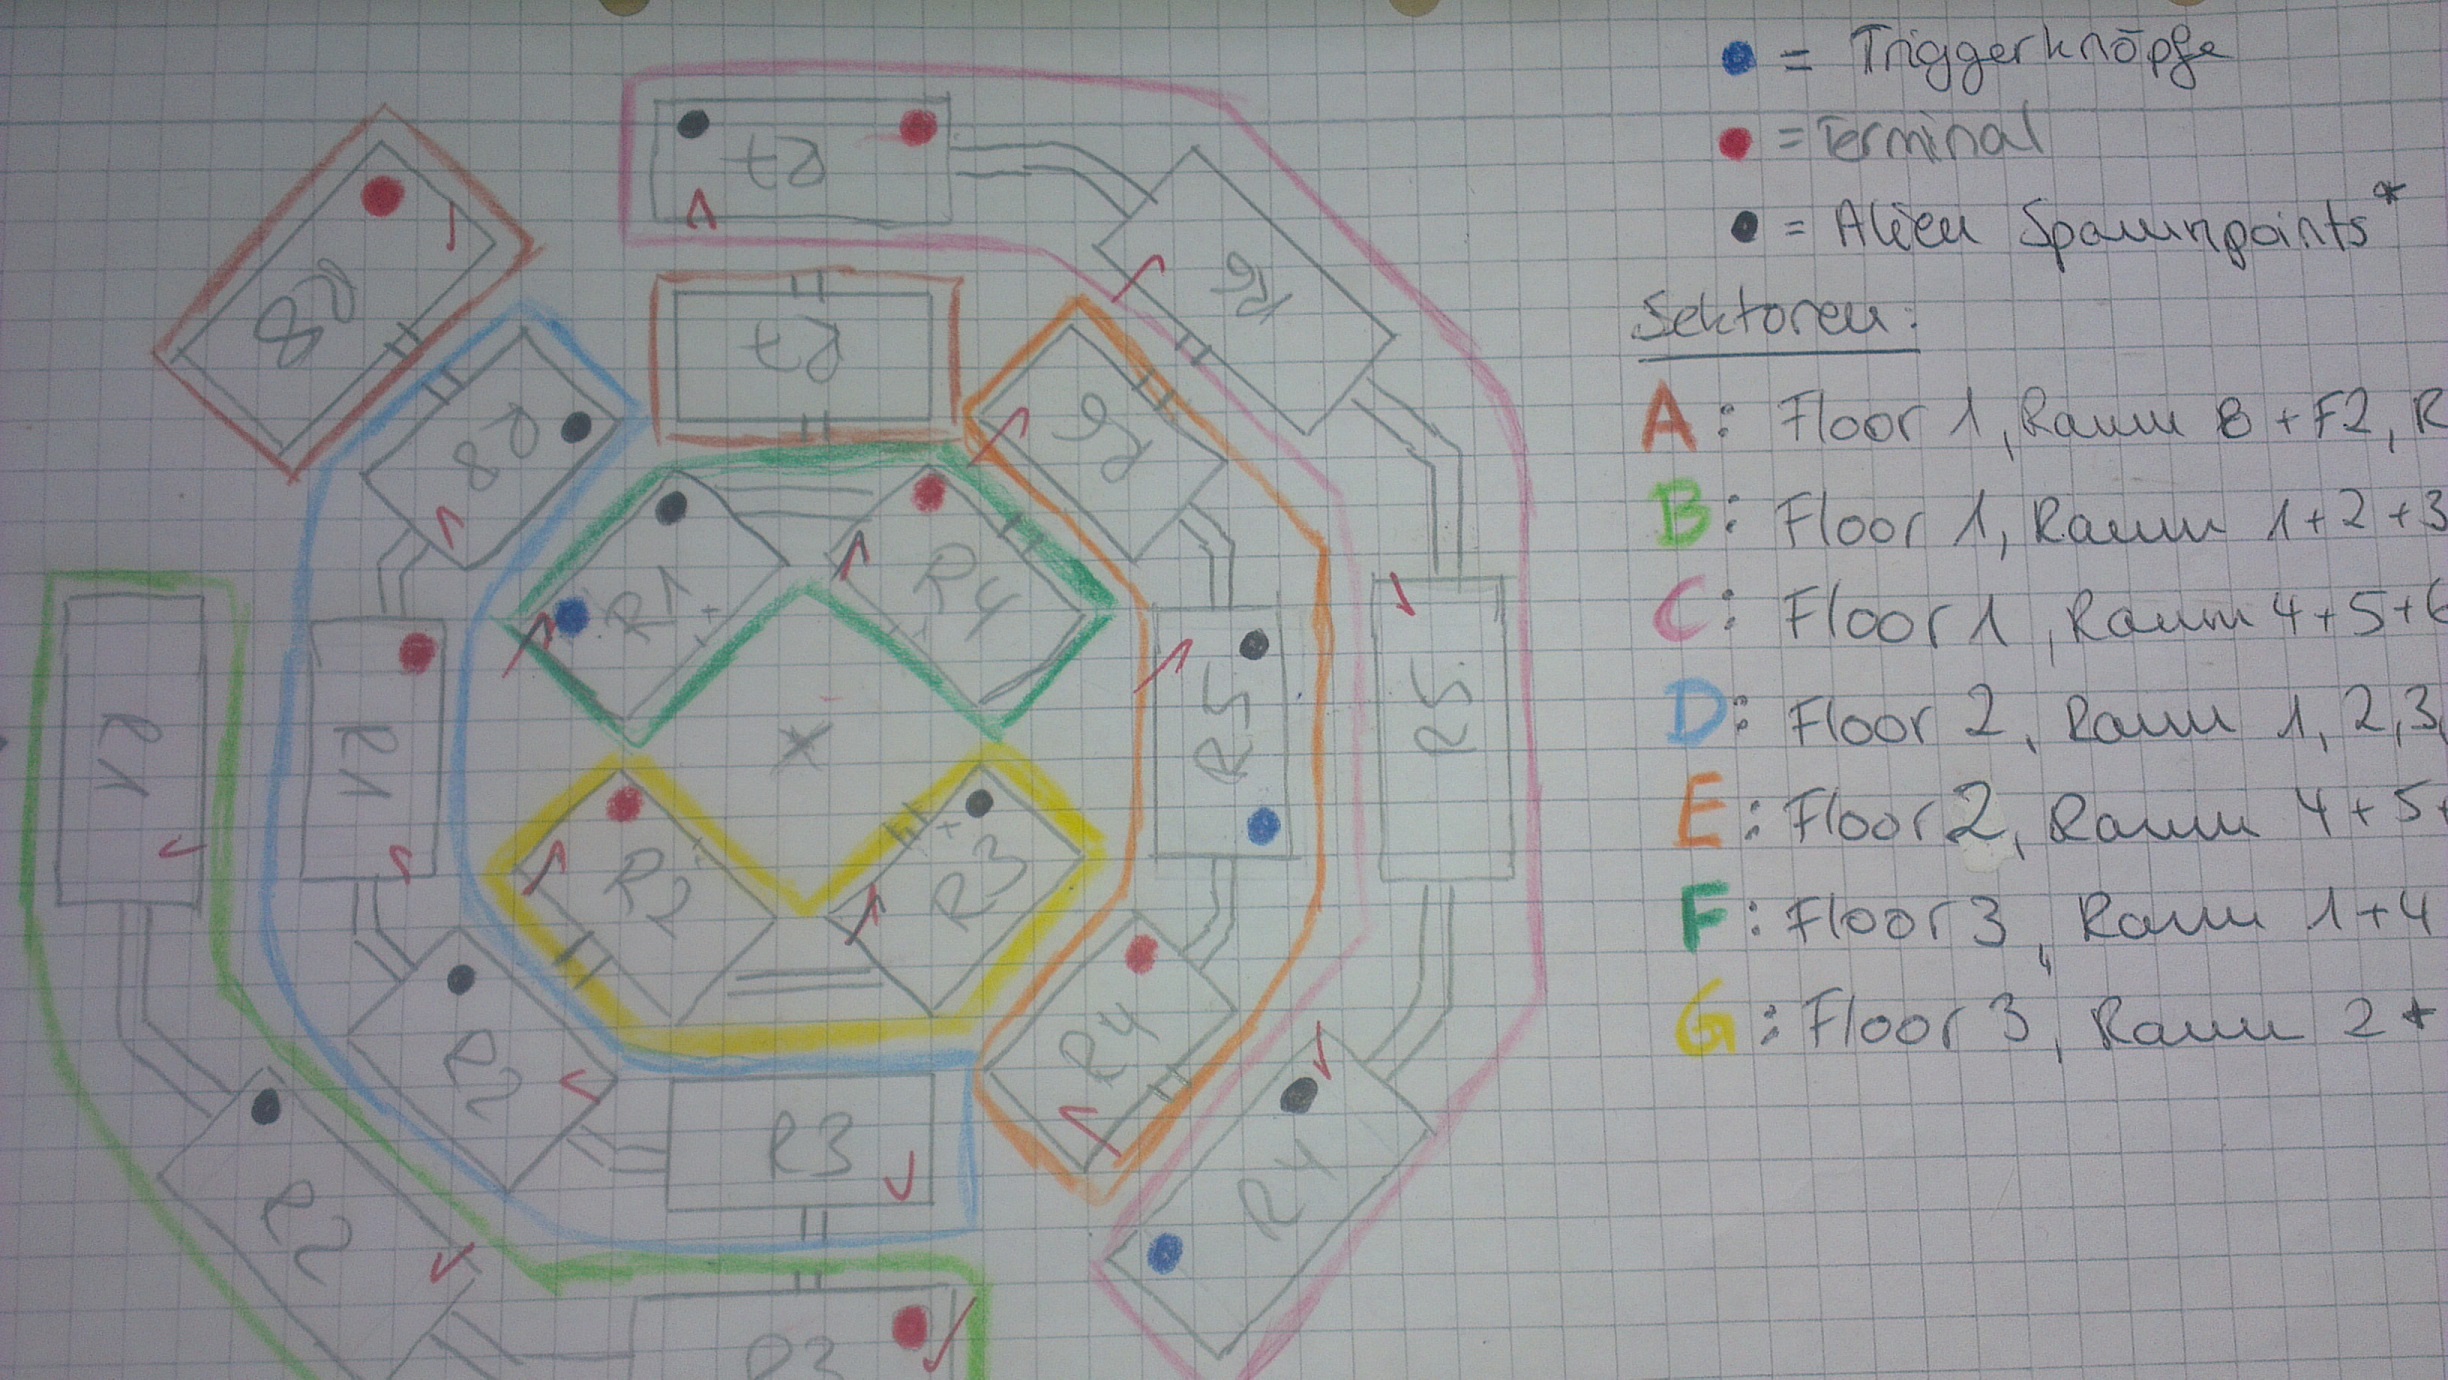 R7
R8
R6
R7
R8
R6
R1
R4
R1
R1
R5
R5
X
R2
R3
R2
R4
R3
R4
R2
R3
= Triggerknöpfe
= Terminal
= Alien Spawnpoints*
Sektoren:
A: Floor 1, Raum 8 + F2, R
B: Floor 1, Raum 1+2+3
C: Floor 1, Raum 4+5+6
D: Floor 2, Raum 1, 2, 3,
E: Floor 2, Raum 4+5+
F: Floor 3, Raum 1+4
G: Floor 3, Raum 2+